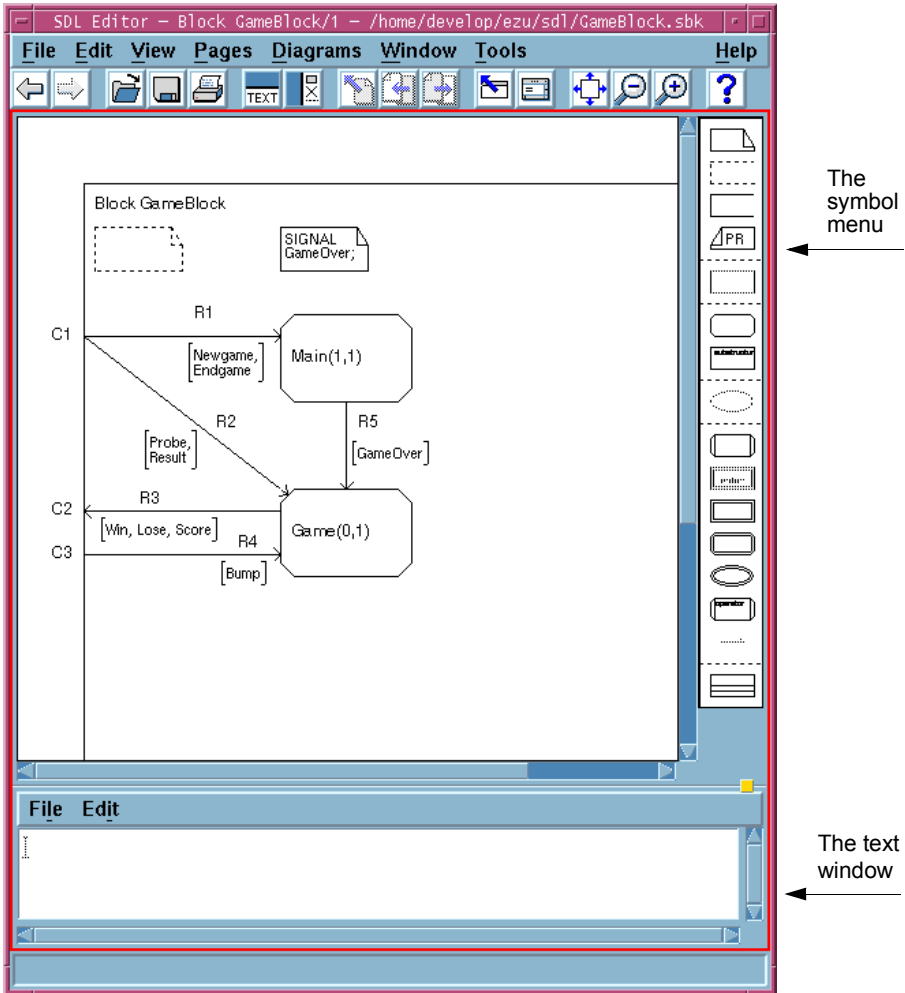 SDL Editor — Block GameBlock/1 — /home/develop/ezu/sdl/GameBlock.sbk
File Edit View Pages Diagrams Window Tools Help
TEXT
?
The
symbol
menu
PR
Block GameBlock
SIGNAL
GameOver;
R1
C1
[Newgame,
Endgame]
Main(1,1)
substructur
R2
R5
[Probe,
Result]
[GameOver]
C2
R3
[Win, Lose, Score]
Game(0,1)
C3
R4
[Bump]
operator
File Edit
The text
window